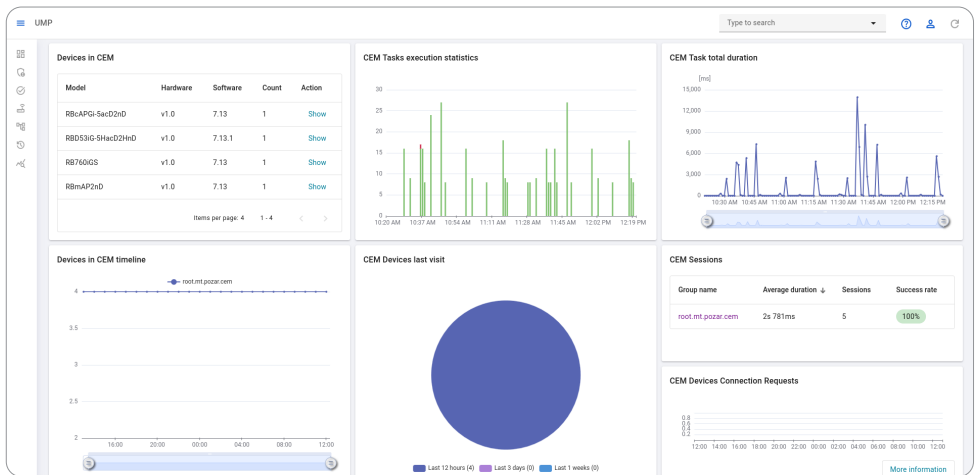 UMP
Type to search
Devices in CEM
Model Hardware Software Count Action
RBcAPGi-5acD2nD v1.0 7.13 1 Show
RBD53iG-5HacD2HnD v1.0 7.13.1 1 Show
RB760iGS v1.0 7.13 1 Show
RBmAP2nD v1.0 7.13 1 Show
Items per page: 4 1 - 4
CEM Tasks execution statistics
30
25
20
15
10
5
0
10:20 AM 10:37 AM 10:54 AM 11:11 AM 11:28 AM 11:45 AM 12:02 PM 12:19 PM
CEM Task total duration
[ms]
15,000
12,000
9,000
6,000
3,000
0
10:30 AM 10:45 AM 11:00 AM 11:15 AM 11:30 AM 11:45 AM 12:00 PM 12:15 PM
Devices in CEM timeline
root.mt.pozar.cem
4
3.5
3
2.5
2
16:00 20:00 00:00 04:00 08:00 12:00
CEM Devices last visit
Last 12 hours (4) Last 3 days (0) Last 1 weeks (0)
CEM Sessions
Group name Average duration ↓ Sessions Success rate
root.mt.pozar.cem 2s 781ms 5 100%
CEM Devices Connection Requests
0.8
0.6
0.4
0.2
12:00 14:00 16:00 18:00 20:00 22:00 00:00 02:00 04:00 06:00 08:00 10:00 12:00
More information